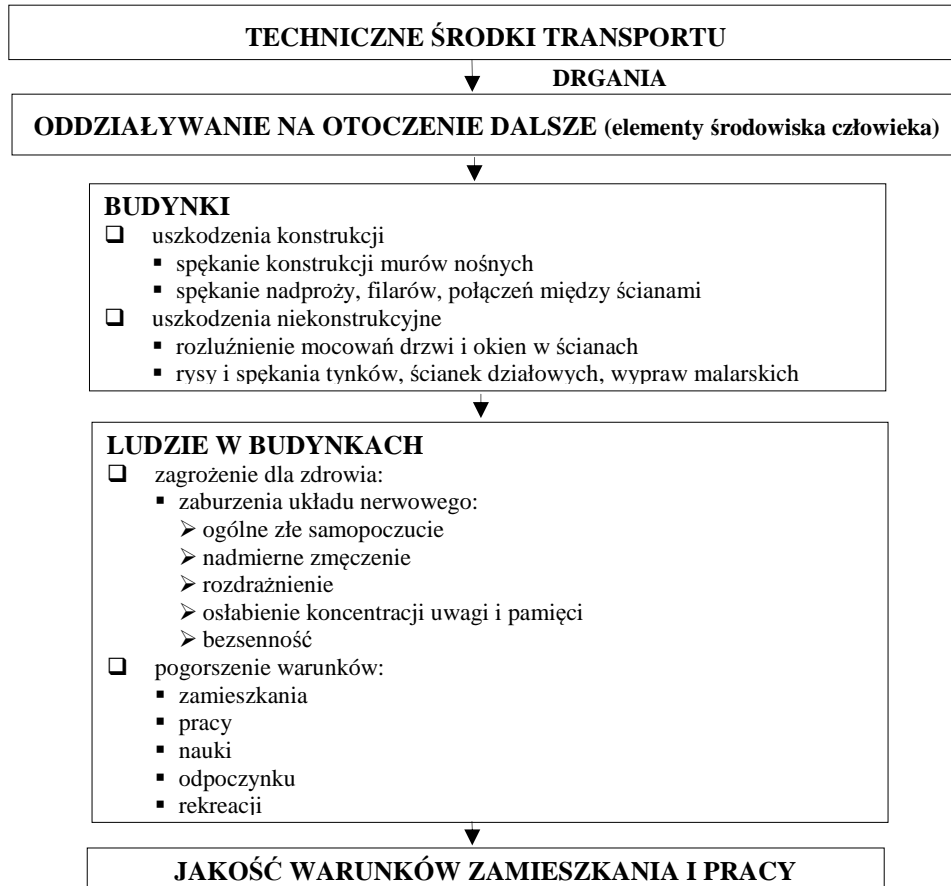 TECHNICZNE ŚRODKI TRANSPORTU
DRGANIA
ODDZIAŁYWANIE NA OTOCZENIE DALSZE (elementy środowiska człowieka)
BUDYNKI
❑ uszkodzenia konstrukcji
▪ spękanie konstrukcji murów nośnych
▪ spękanie nadproży, filarów, połączeń między ścianami
❑ uszkodzenia niekonstrukcyjne
▪ rozluźnienie mocowań drzwi i okien w ścianach
▪ rysy i spękania tynków, ścianek działowych, wypraw malarskich
LUDZIE W BUDYNKACH
❑ zagrożenie dla zdrowia:
▪ zaburzenia układu nerwowego:
➢ ogólne złe samopoczucie
➢ nadmierne zmęczenie
➢ rozdrażnienie
➢ osłabienie koncentracji uwagi i pamięci
➢ bezsenność
❑ pogorszenie warunków:
▪ zamieszkania
▪ pracy
▪ nauki
▪ odpoczynku
▪ rekreacji
JAKOŚĆ WARUNKÓW ZAMIESZKANIA I PRACY